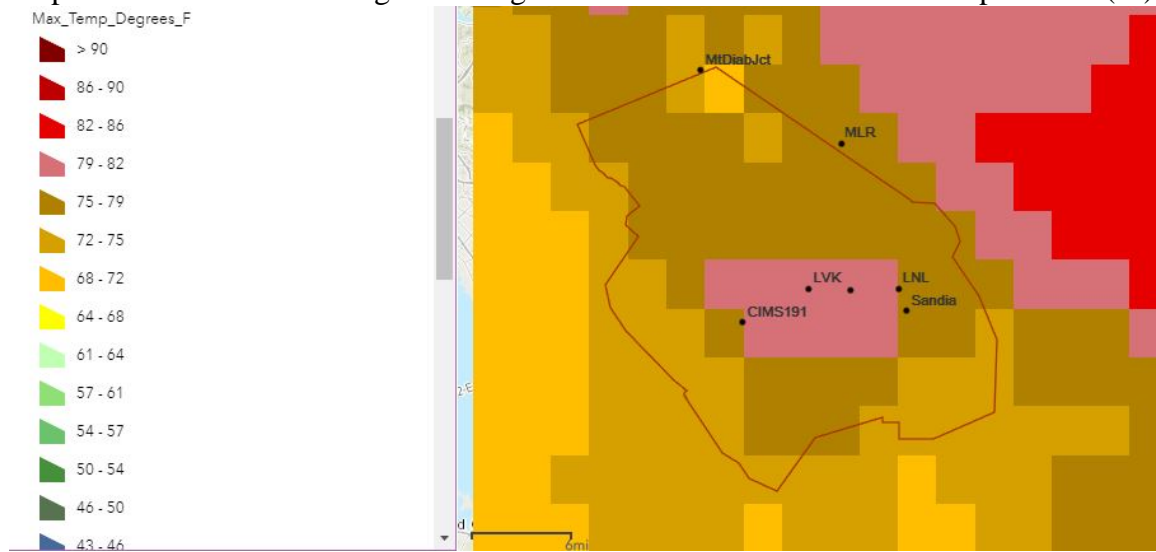 Max_Temp_Degrees_F
> 90
86 - 90
82 - 86
79 - 82
75 - 79
72 - 75
68 - 72
64 - 68
61 - 64
57 - 61
54 - 57
50 - 54
46 - 50
43 - 46
MtDiabJct
MLR
LVK
LNL
Sandia
CIMS191
6mi